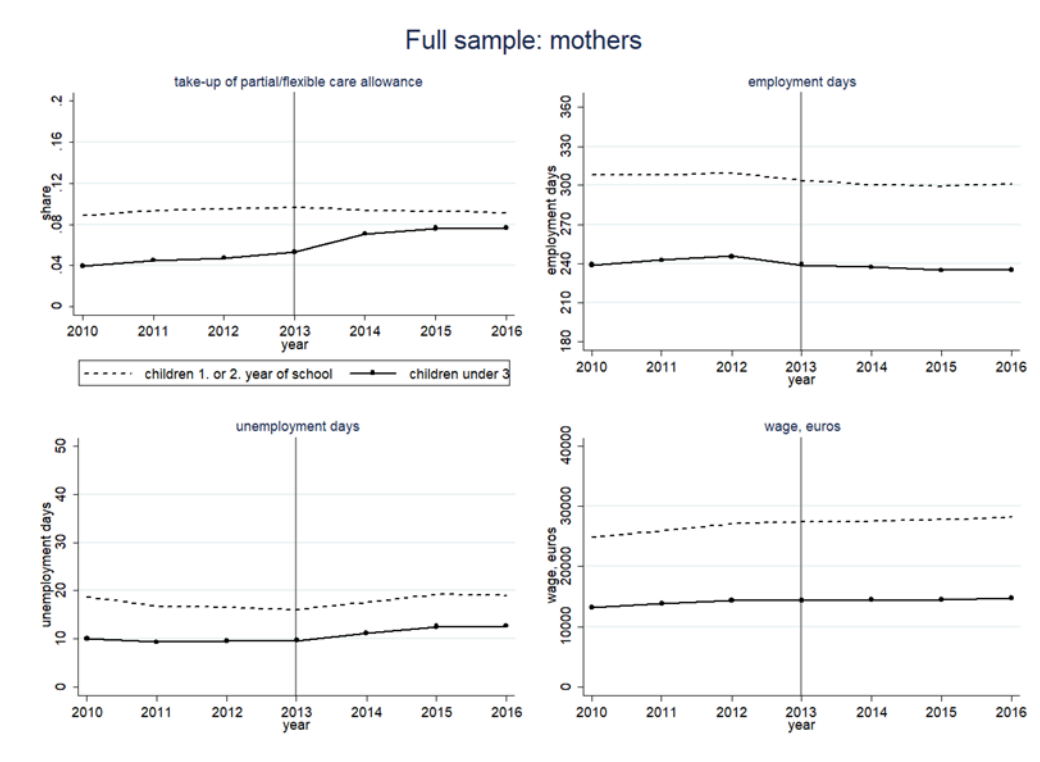 Full sample: mothers
take-up of partial/flexible care allowance
share
.2
.16
.12
.08
.04
0
2010 2011 2012 2013 2014 2015 2016
year
children 1. or 2. year of school children under 3
employment days
employment days
360
330
300
270
240
210
180
2010 2011 2012 2013 2014 2015 2016
year
unemployment days
unemployment days
50
40
30
20
10
0
2010 2011 2012 2013 2014 2015 2016
year
wage, euros
wage, euros
40000
30000
20000
10000
0
2010 2011 2012 2013 2014 2015 2016
year